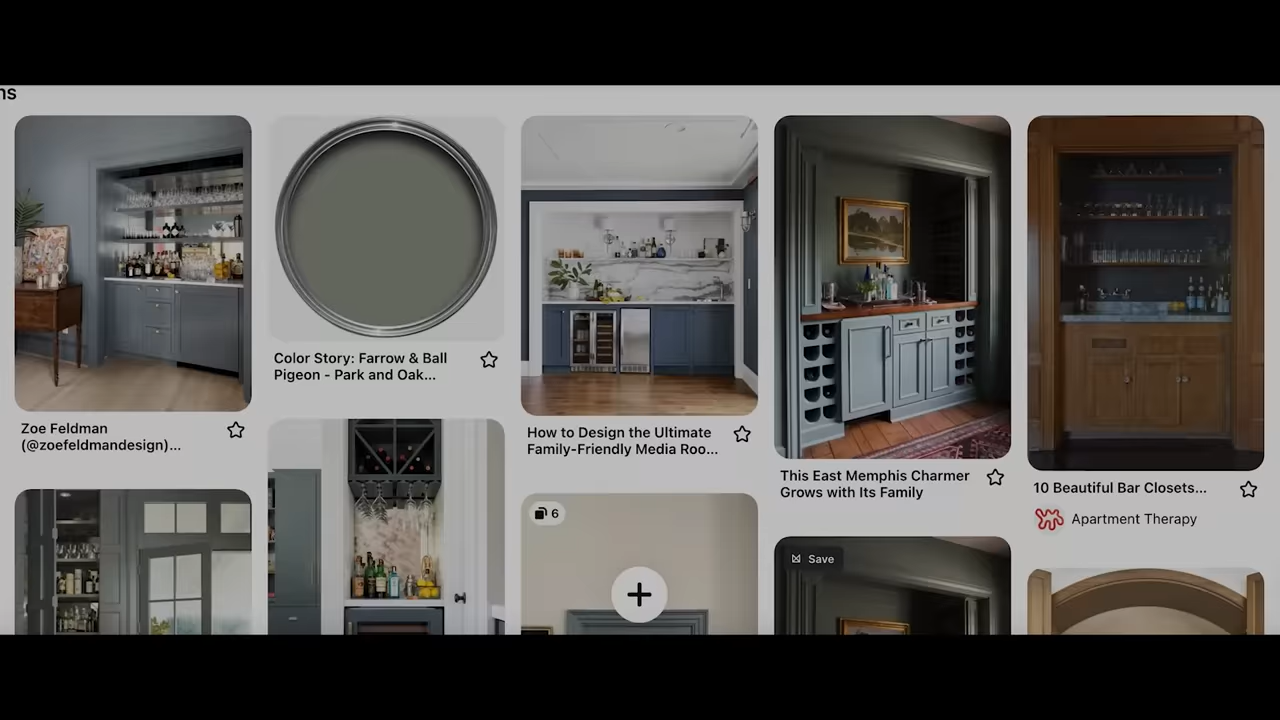 ns
Zoe Feldman
(@zoefeldmandesign)...
Color Story: Farrow & Ball
Pigeon - Park and Oak...
How to Design the Ultimate
Family-Friendly Media Roo...
6
This East Memphis Charmer
Grows with Its Family
Save
10 Beautiful Bar Closets...
Apartment Therapy